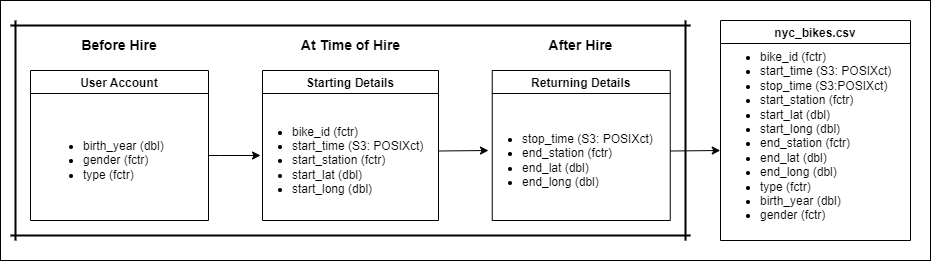 Before Hire
At Time of Hire
After Hire
User Account
birth_year (dbl)
gender (fctr)
type (fctr)
Starting Details
bike_id (fctr)
start_time (S3: POSIXct)
start_station (fctr)
start_lat (dbl)
start_long (dbl)
Returning Details
stop_time (S3: POSIXct)
end_station (fctr)
end_lat (dbl)
end_long (dbl)
nyc_bikes.csv
bike_id (fctr)
start_time (S3: POSIXct)
stop_time (S3:POSIXct)
start_station (fctr)
start_lat (dbl)
start_long (dbl)
end_station (fctr)
end_lat (dbl)
end_long (dbl)
type (fctr)
birth_year (dbl)
gender (fctr)